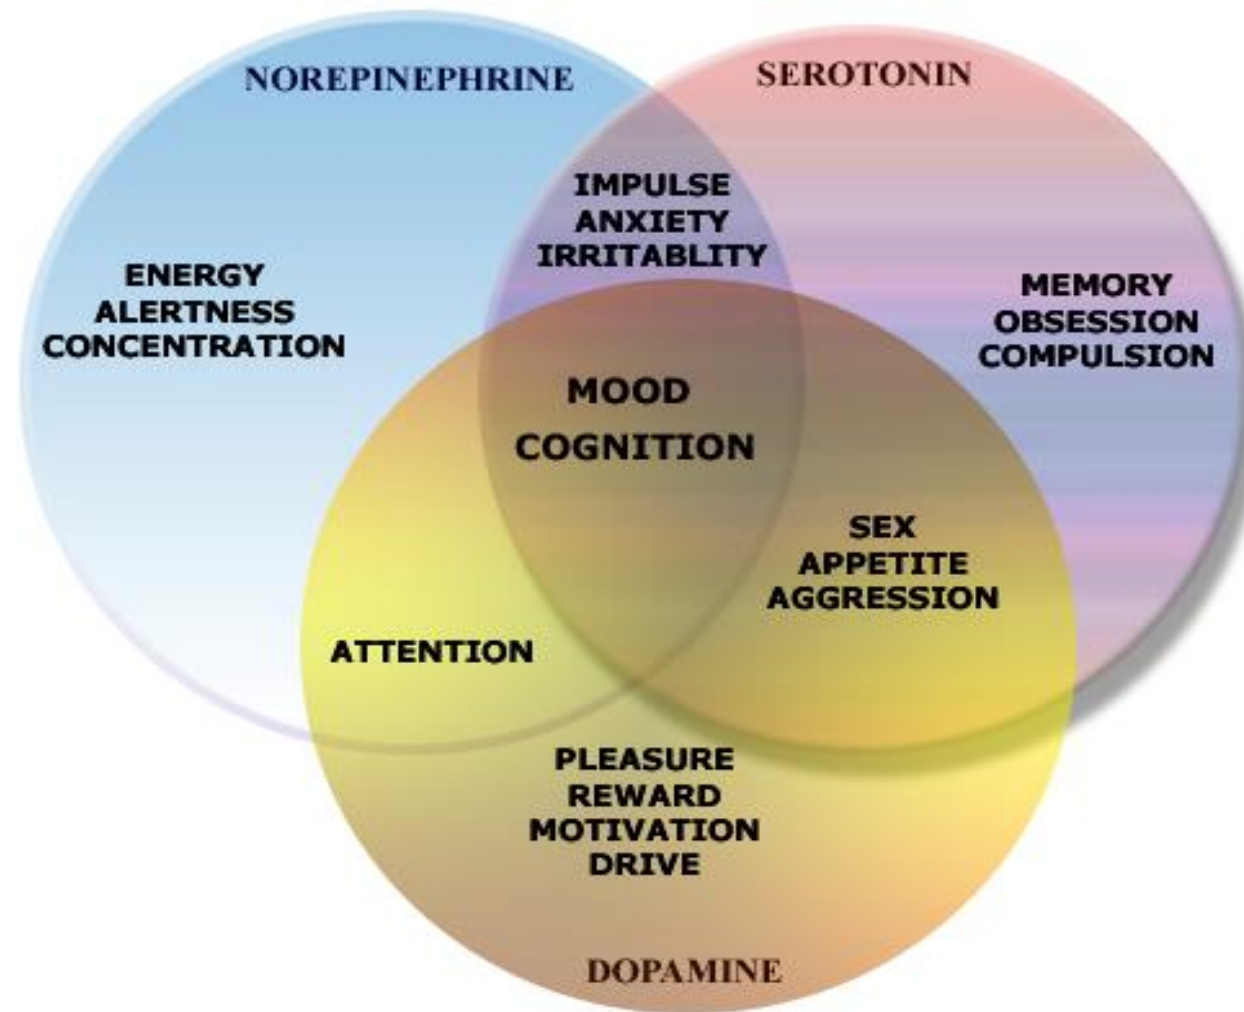 NOREPINEPHRINE
SEROTONIN
IMPULSE
ANXIETY
IRRITABLITY
ENERGY
ALERTNESS
CONCENTRATION
MEMORY
OBSESSION
COMPULSION
MOOD
COGNITION
SEX
APPETITE
AGGRESSION
ATTENTION
PLEASURE
REWARD
MOTIVATION
DRIVE
DOPAMINE